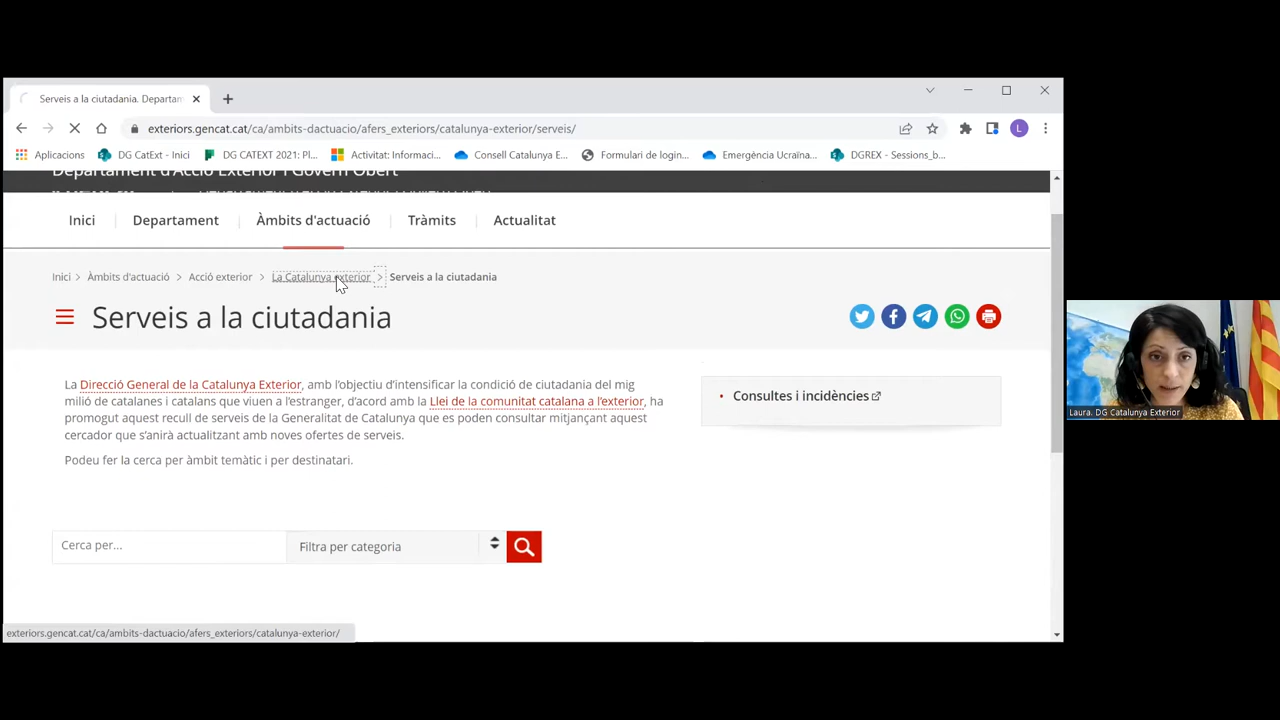 Serveis a la ciutadania. Departam
exteriors.gencat.cat/ca/ambits-dactuacio/afers_exteriors/catalunya-exterior/serveis/
L
Aplicacions DG CatExt - Inici DG CATEXT 2021: Pl... Activitat: Informaci... Consell Catalunya E... Formulari de login... Emergència Ucraïna... DGREX - Sessions_b...
Departament d'Acció Exterior i Govern Obert
Inici Departament Àmbits d'actuació Tràmits Actualitat
Inici > Àmbits d'actuació > Acció exterior > La Catalunya exterior > Serveis a la ciutadania
Serveis a la ciutadania
La Direcció General de la Catalunya Exterior, amb l'objectiu d'intensificar la condició de ciutadania del mig
milió de catalanes i catalans que viuen a l'estranger, d'acord amb la Llei de la comunitat catalana a l'exterior, ha
promogut aquest recull de serveis de la Generalitat de Catalunya que es poden consultar mitjançant aquest
cercador que s'anirà actualitzant amb noves ofertes de serveis.
Podeu fer la cerca per àmbit temàtic i per destinatari.
Consultes i incidències
Cerca per...
Filtra per categoria
exteriors.gencat.cat/ca/ambits-dactuacio/afers_exteriors/catalunya-exterior/
Laura. DG Catalunya Exterior